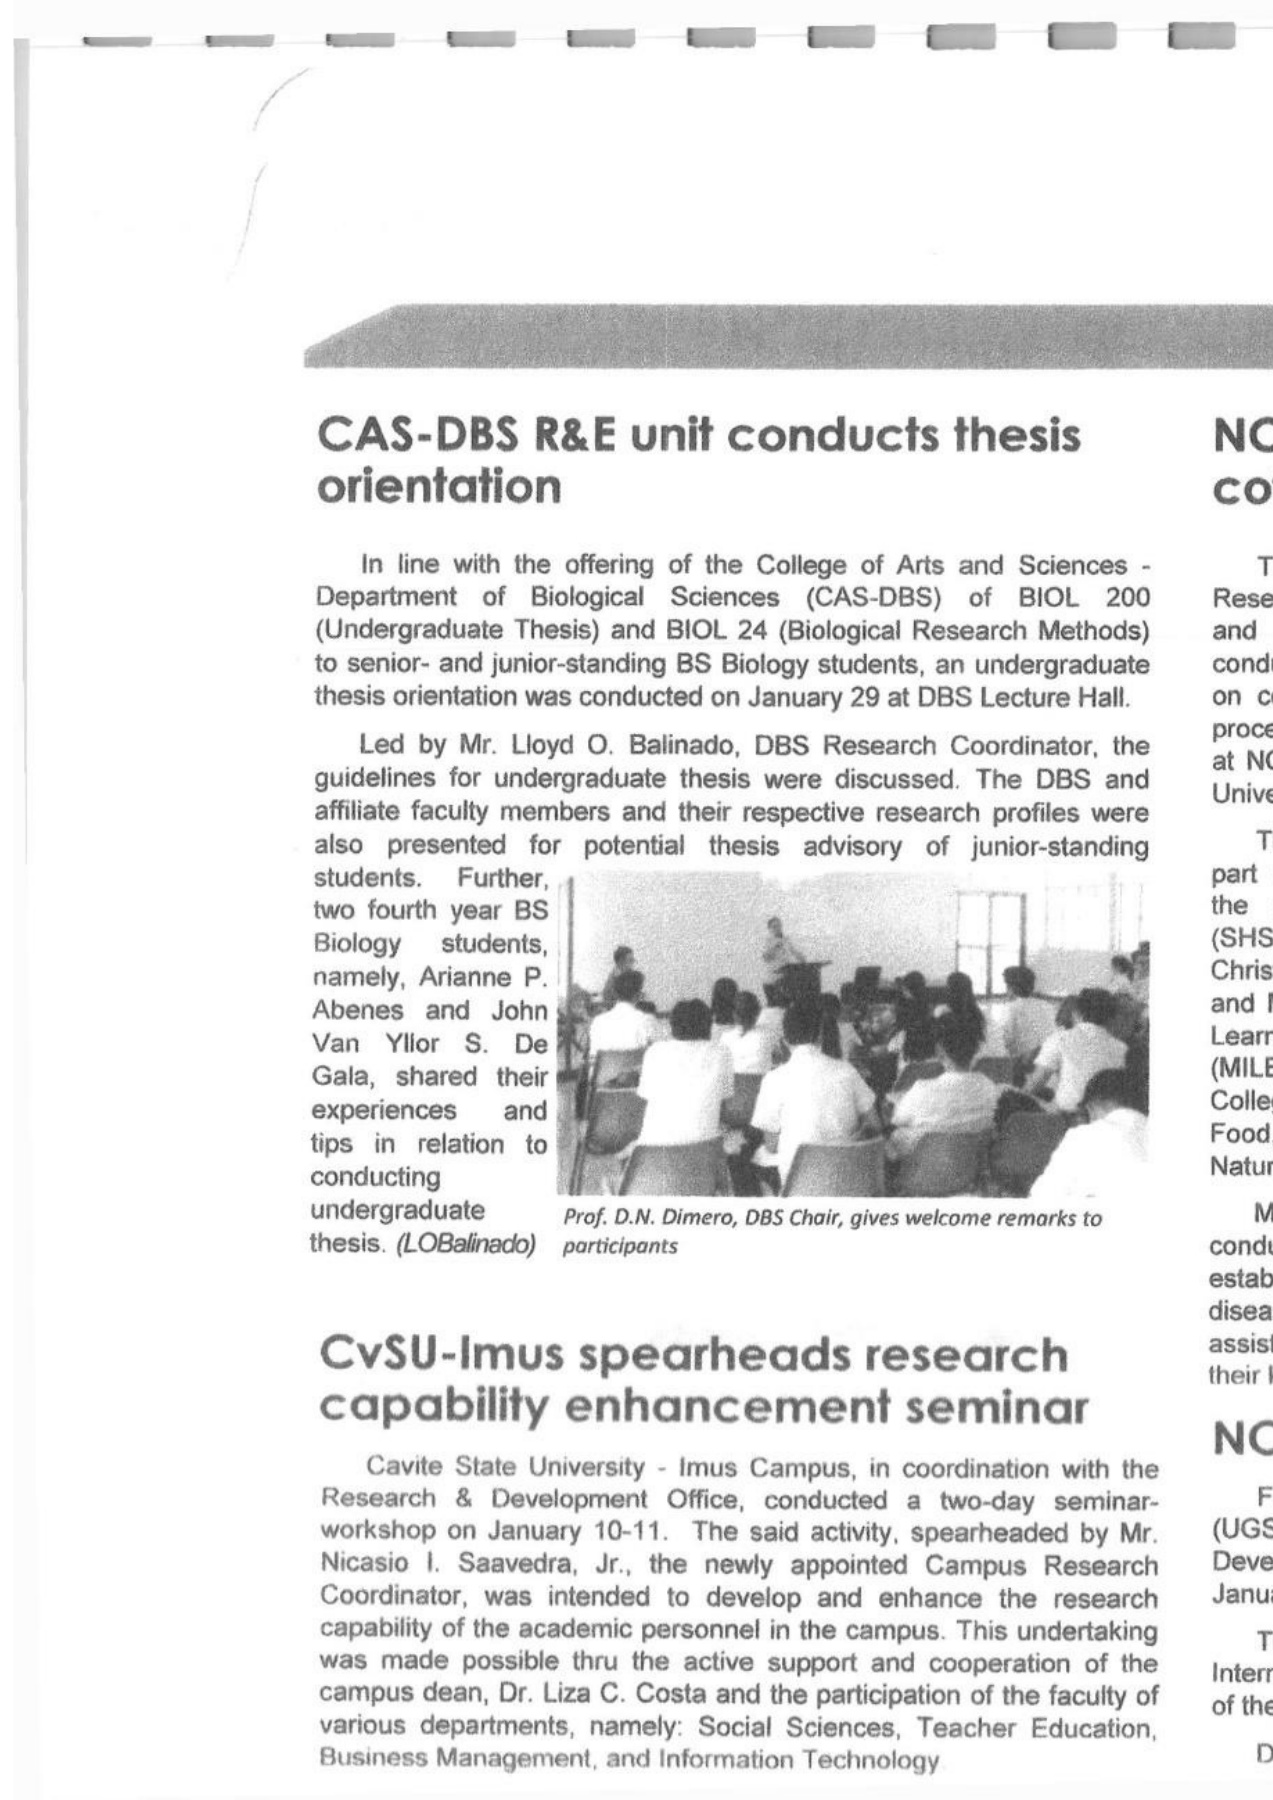 CAS-DBS R&E unit conducts thesis
orientation
In line with the offering of the College of Arts and Sciences -
Department of Biological Sciences (CAS-DBS) of BIOL 200
(Undergraduate Thesis) and BIOL 24 (Biological Research Methods)
to senior- and junior-standing BS Biology students, an undergraduate
thesis orientation was conducted on January 29 at DBS Lecture Hall.
Led by Mr. Lloyd O. Balinado, DBS Research Coordinator, the
guidelines for undergraduate thesis were discussed. The DBS and
affiliate faculty members and their respective research profiles were
also presented for potential thesis advisory of junior-standing
students. Further,
two fourth year BS
Biology students,
namely, Arianne P.
Abenes and John
Van Yllor S. De
Gala, shared their
experiences and
tips in relation to
conducting
undergraduate
thesis. (LOBalinado)
Prof. D.N. Dimero, DBS Chair, gives welcome remarks to
participants
CvSU-Imus spearheads research
capability enhancement seminar
Cavite State University - Imus Campus, in coordination with the
Research & Development Office, conducted a two-day seminar-
workshop on January 10-11. The said activity, spearheaded by Mr.
Nicasio I. Saavedra, Jr., the newly appointed Campus Research
Coordinator, was intended to develop and enhance the research
capability of the academic personnel in the campus. This undertaking
was made possible thru the active support and cooperation of the
campus dean, Dr. Liza C. Costa and the participation of the faculty of
various departments, namely: Social Sciences, Teacher Education,
Business Management, and Information Technology
NC
co
T
Rese
and
cond
on c
proce
at NC
Unive
T
part
the
(SHS
Chris
and
Learn
(MILE
Colle
Food
Natur
M
condu
estab
disea
assist
their
NC
F
(UGS
Deve
Janua
T
Intern
of the
D